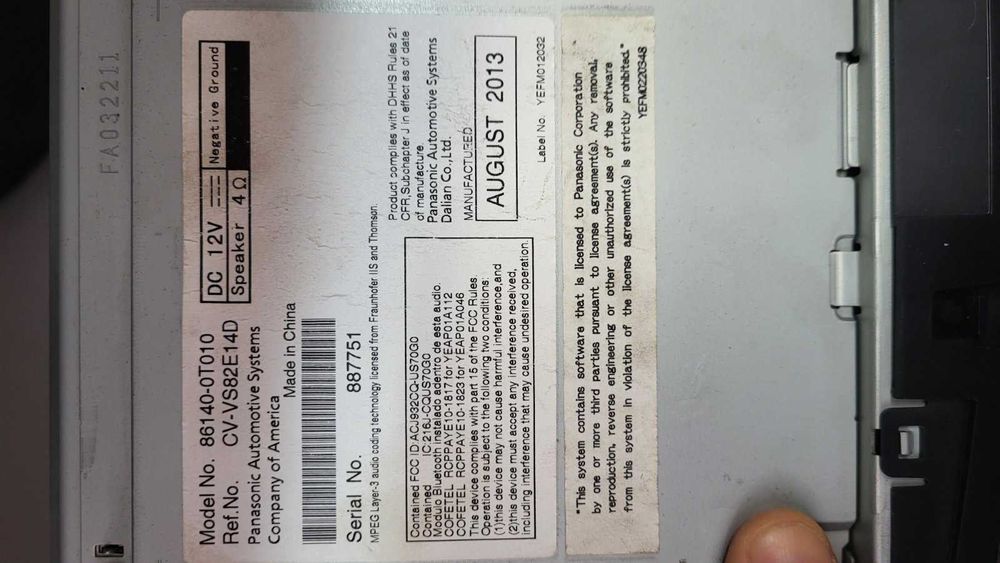 FA032211
Model No. 86140-0T010
Ref.No. CV-VS82E14D
Panasonic Automotive Systems
Company of America
Made in China
DC 12V Negative Ground
Speaker 4 Ω
Serial No. 887751
MPEG Layer-3 audio coding technology licensed from Fraunhofer IIS and Thomson.
Product complies with DHHS Rules 21
CFR,Subchapter J in effect as of date
of manufacture.
Panasonic Automotive Systems
Dalian Co.,Ltd.
MANUFACTURED
AUGUST 2013
Label No. YEFM012032
Contained FCC ID:ACJ932CQ-US70G0
Contained IC:216J-CQUS70G0
Modulo Bluetooth instalado adentro de esta audio.
COFETEL RCPPAYE10-1817 for YEAP01A112
COFETEL RCPPAYE10-1823 for YEAP01A046
This device complies with part 15 of the FCC Rules.
Operation is subject to the following two conditions:
(1)this device may not cause harmful interference,and
(2)this device must accept any interference received,
including interference that may cause undesired operation.
"This system contains software that is licensed to Panasonic Corporation
by one or more third parties pursuant to license agreement(s). Any removal,
reproduction, reverse engineering or other unauthorized use of the software
from this system in violation of the license agreement(s) is strictly prohibited."
YEFM0220348